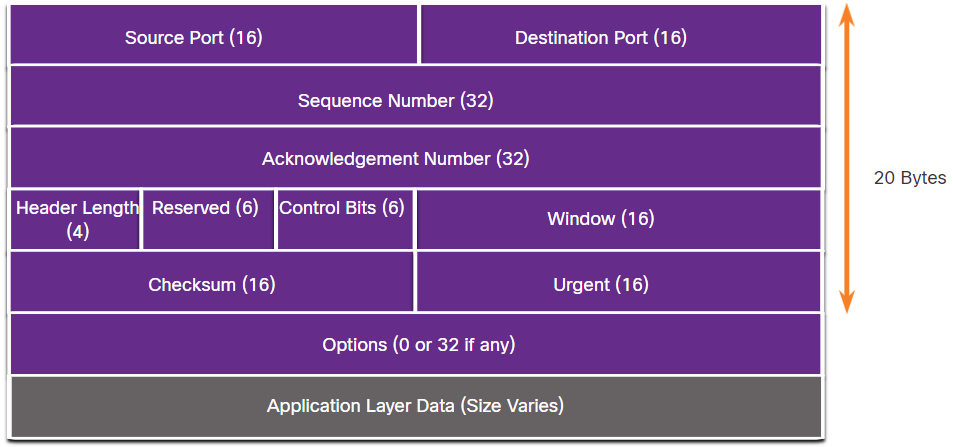 Source Port (16)
Destination Port (16)
Sequence Number (32)
Acknowledgement Number (32)
20 Bytes
Header Length
(4)
Reserved (6)
Control Bits (6)
Window (16)
Checksum (16)
Urgent (16)
Options (0 or 32 if any)
Application Layer Data (Size Varies)